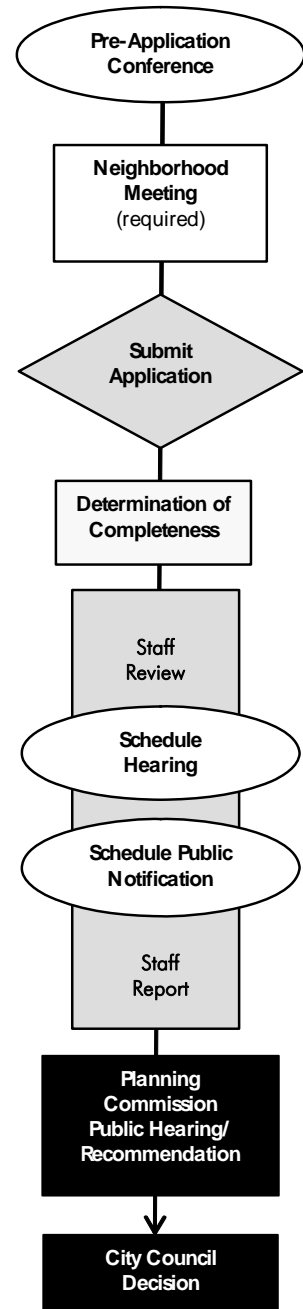 Pre-Application
Conference
Neighborhood
Meeting
(required)
Submit
Application
Determination of
Completeness
Staff
Review
Schedule
Hearing
Schedule Public
Notification
Staff
Report
Planning
Commission
Public Hearing/
Recommendation
City Council
Decision